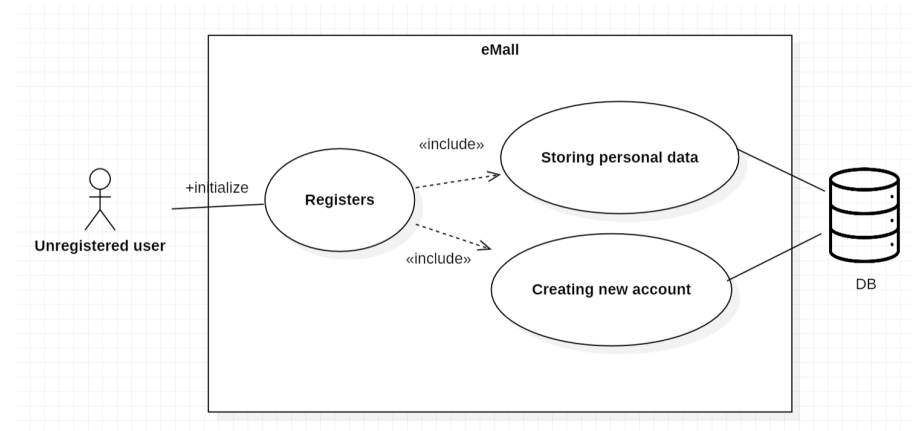 eMall
«include»
Storing personal data
+initialize
Registers
Unregistered user
«include»
Creating new account
DB